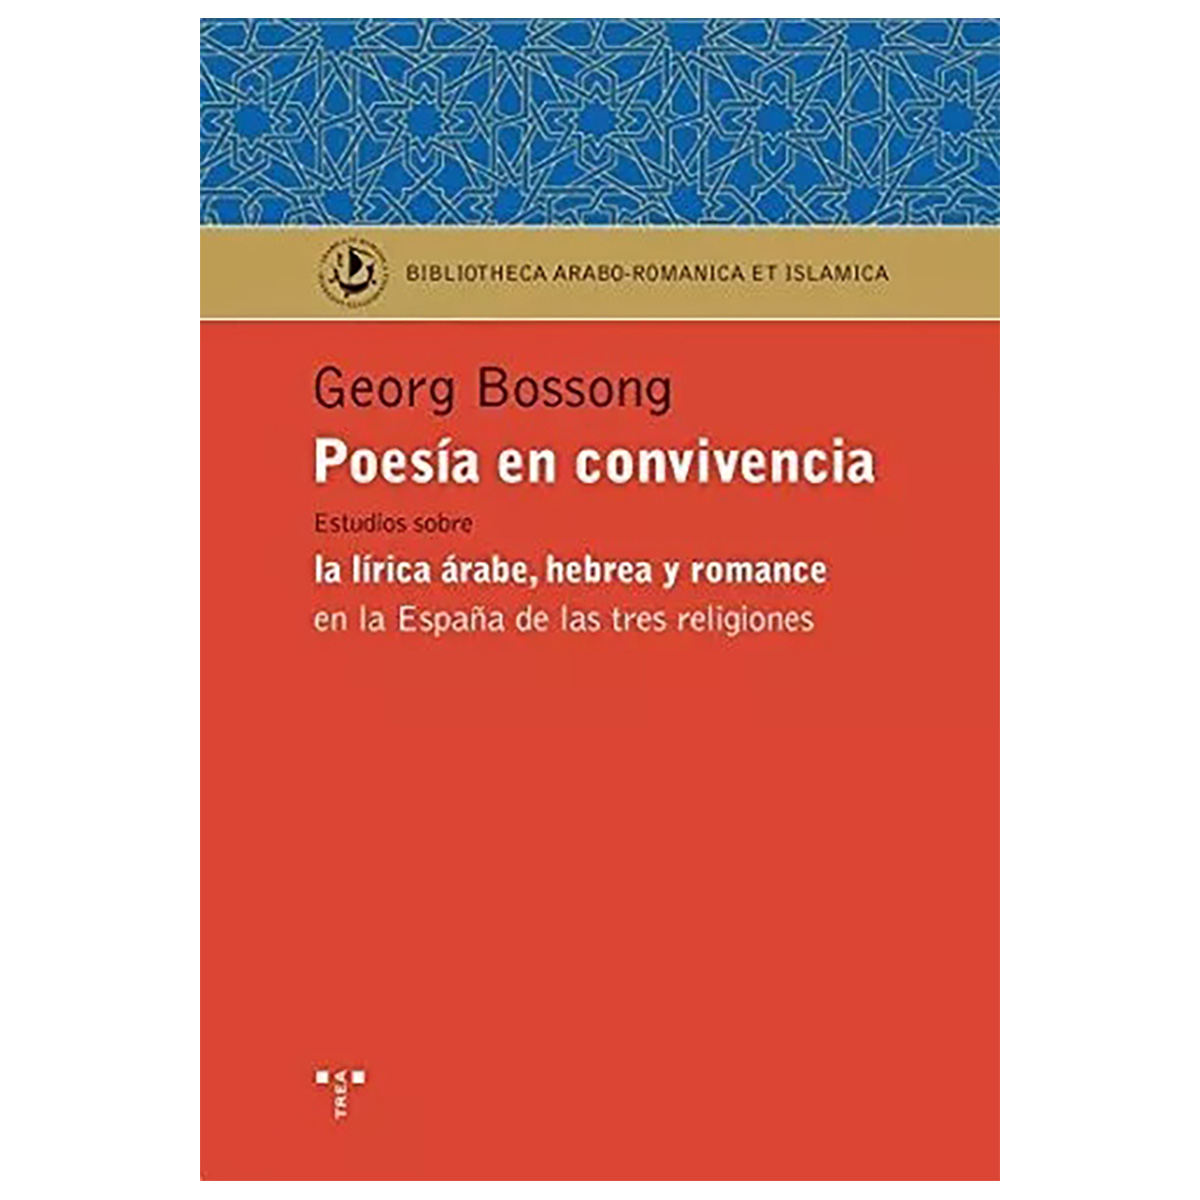 BIBLIOTHECA ARABO-ROMANICA ET ISLAMICA
Georg Bossong
Poesía en convivencia
Estudios sobre
la lírica árabe, hebrea y romance
en la España de las tres religiones
TREA